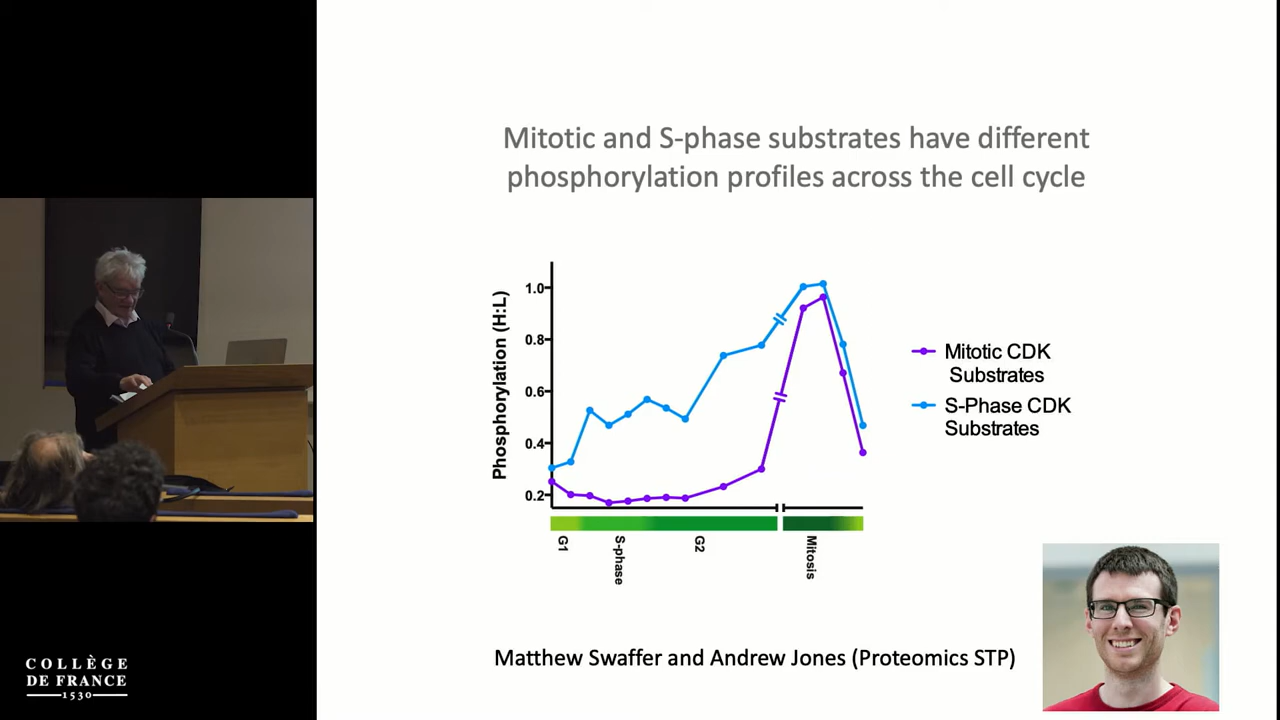 Mitotic and S-phase substrates have different
phosphorylation profiles across the cell cycle
Phosphorylation (H:L)
1.0
0.8
0.6
0.4
0.2
G1
S-phase
G2
Mitosis
Mitotic CDK
Substrates
S-Phase CDK
Substrates
Matthew Swaffer and Andrew Jones (Proteomics STP)
COLLÈGE
DE FRANCE
1530